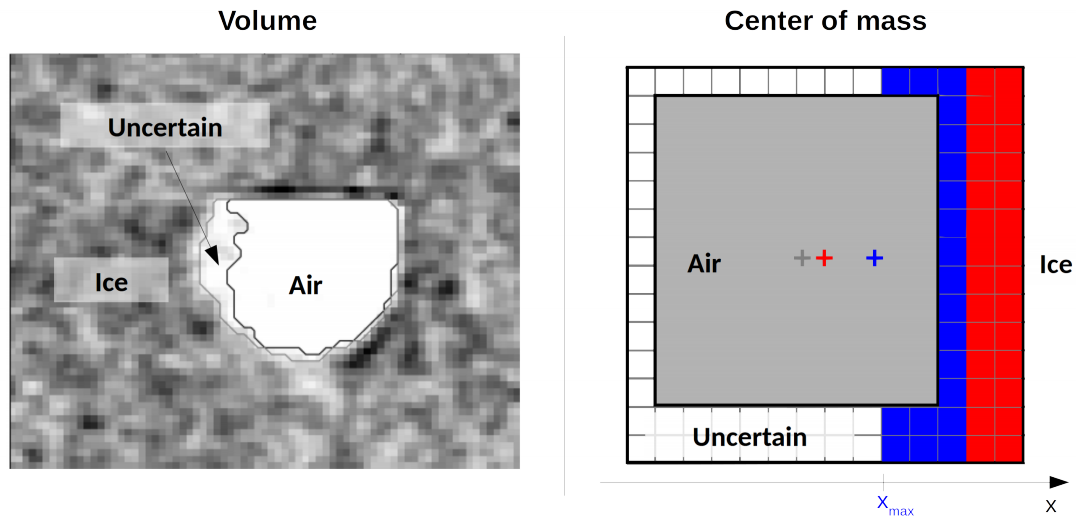 Volume
Center of mass
Uncertain
Ice
Air
Air
Ice
Uncertain
xmax
x